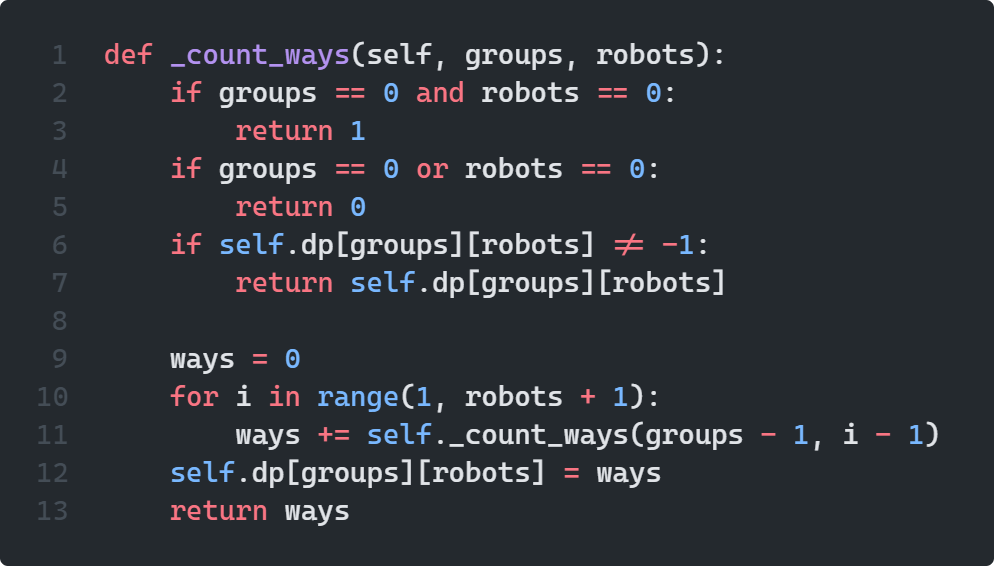 1 def _count_ways(self, groups, robots):
2     if groups == 0 and robots == 0:
3         return 1
4     if groups == 0 or robots == 0:
5         return 0
6     if self.dp[groups][robots] != -1:
7         return self.dp[groups][robots]
8
9     ways = 0
10     for i in range(1, robots + 1):
11         ways += self._count_ways(groups - 1, i - 1)
12     self.dp[groups][robots] = ways
13     return ways